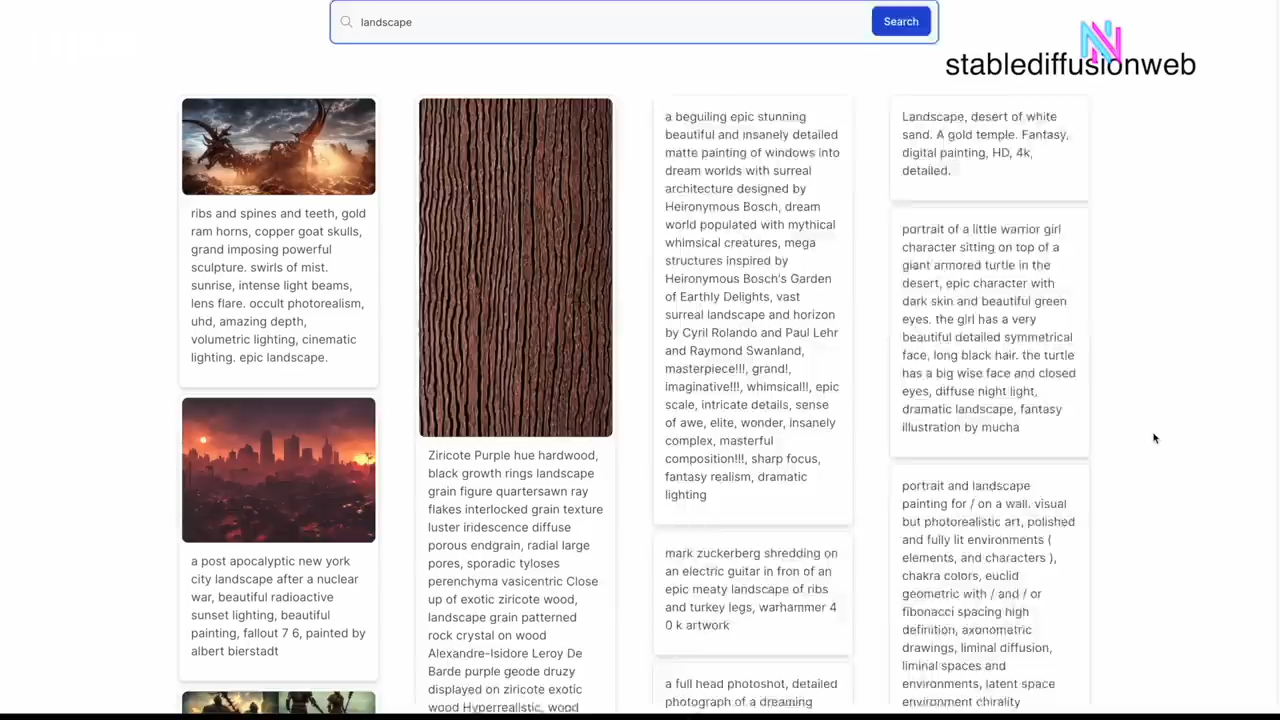 landscape
Search
stablediffusionweb
ribs and spines and teeth, gold
ram horns, copper goat skulls,
grand imposing powerful
sculpture. swirls of mist.
sunrise, intense light beams,
lens flare. occult photorealism,
uhd, amazing depth,
volumetric lighting, cinematic
lighting. epic landscape.
a post apocalyptic new york
city landscape after a nuclear
war, beautiful radioactive
sunset lighting, beautiful
painting, fallout 7 6, painted by
albert bierstadt
Ziricote Purple hue hardwood,
black growth rings landscape
grain figure quartersawn ray
flakes interlocked grain texture
luster iridescence diffuse
porous endgrain, radial large
pores, sporadic tyloses
perenchyma vasicentric Close
up of exotic ziricote wood,
landscape grain patterned
rock crystal on wood
Alexandre-Isidore Leroy De
Barde purple geode druzy
displayed on ziricote exotic
wood Hyperrealistic, wood
a beguiling epic stunning
beautiful and insanely detailed
matte painting of windows into
dream worlds with surreal
architecture designed by
Heironymous Bosch, dream
world populated with mythical
whimsical creatures, mega
structures inspired by
Heironymous Bosch's Garden
of Earthly Delights, vast
surreal landscape and horizon
by Cyril Rolando and Paul Lehr
and Raymond Swanland,
masterpiece!!!, grand!,
imaginative!!!, whimsical!!, epic
scale, intricate details, sense
of awe, elite, wonder, insanely
complex, masterful
composition!!!, sharp focus,
fantasy realism, dramatic
lighting
mark zuckerberg shredding on
an electric guitar in fron of an
epic meaty landscape of ribs
and turkey legs, warhammer 4
0 k artwork
a full head photoshot, detailed
photograph of a dreaming
Landscape, desert of white
sand. A gold temple. Fantasy,
digital painting, HD, 4k,
detailed.
portrait of a little warrior girl
character sitting on top of a
giant armored turtle in the
desert, epic character with
dark skin and beautiful green
eyes. the girl has a very
beautiful detailed symmetrical
face, long black hair. the turtle
has a big wise face and closed
eyes, diffuse night light,
dramatic landscape, fantasy
illustration by mucha
portrait and landscape
painting for / on a wall. visual
but photorealistic art, polished
and fully lit environments (
elements, and characters ),
chakra colors, euclid
geometric with / and / or
fibonacci spacing high
definition, axonometric
drawings, liminal diffusion,
liminal spaces and
environments, latent space
environment chirality